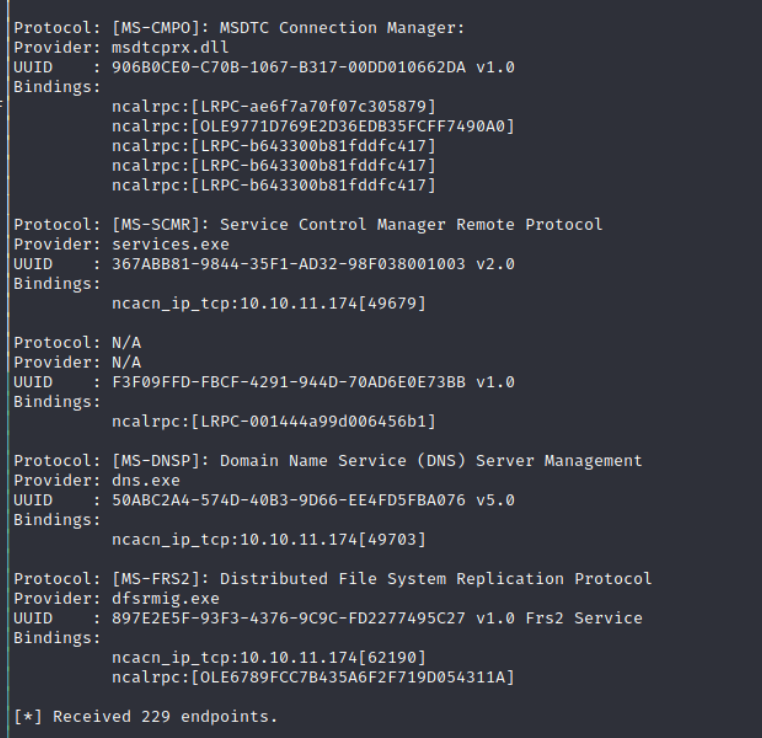 Protocol: [MS-CMPO]: MSDTC Connection Manager:
Provider: msdtcprx.dll
UUID    : 906B0CE0-C70B-1067-B317-00DD010662DA v1.0
Bindings:
          ncalrpc:[LRPC-ae6f7a70f07c305879]
          ncalrpc:[OLE9771D769E2D36EDB35FCFF7490A0]
          ncalrpc:[LRPC-b643300b81fddfc417]
          ncalrpc:[LRPC-b643300b81fddfc417]
          ncalrpc:[LRPC-b643300b81fddfc417]

Protocol: [MS-SCMR]: Service Control Manager Remote Protocol
Provider: services.exe
UUID    : 367ABB81-9844-35F1-AD32-98F038001003 v2.0
Bindings:
          ncacn_ip_tcp:10.10.11.174[49679]

Protocol: N/A
Provider: N/A
UUID    : F3F09FFD-FBCF-4291-944D-70AD6E0E73BB v1.0
Bindings:
          ncalrpc:[LRPC-001444a99d006456b1]

Protocol: [MS-DNSP]: Domain Name Service (DNS) Server Management
Provider: dns.exe
UUID    : 50ABC2A4-574D-40B3-9D66-EE4FD5FBA076 v5.0
Bindings:
          ncacn_ip_tcp:10.10.11.174[49703]

Protocol: [MS-FRS2]: Distributed File System Replication Protocol
Provider: dfsrmig.exe
UUID    : 897E2E5F-93F3-4376-9C9C-FD2277495C27 v1.0 Frs2 Service
Bindings:
          ncacn_ip_tcp:10.10.11.174[62190]
          ncalrpc:[OLE6789FCC7B435A6F2F719D054311A]

[*] Received 229 endpoints.